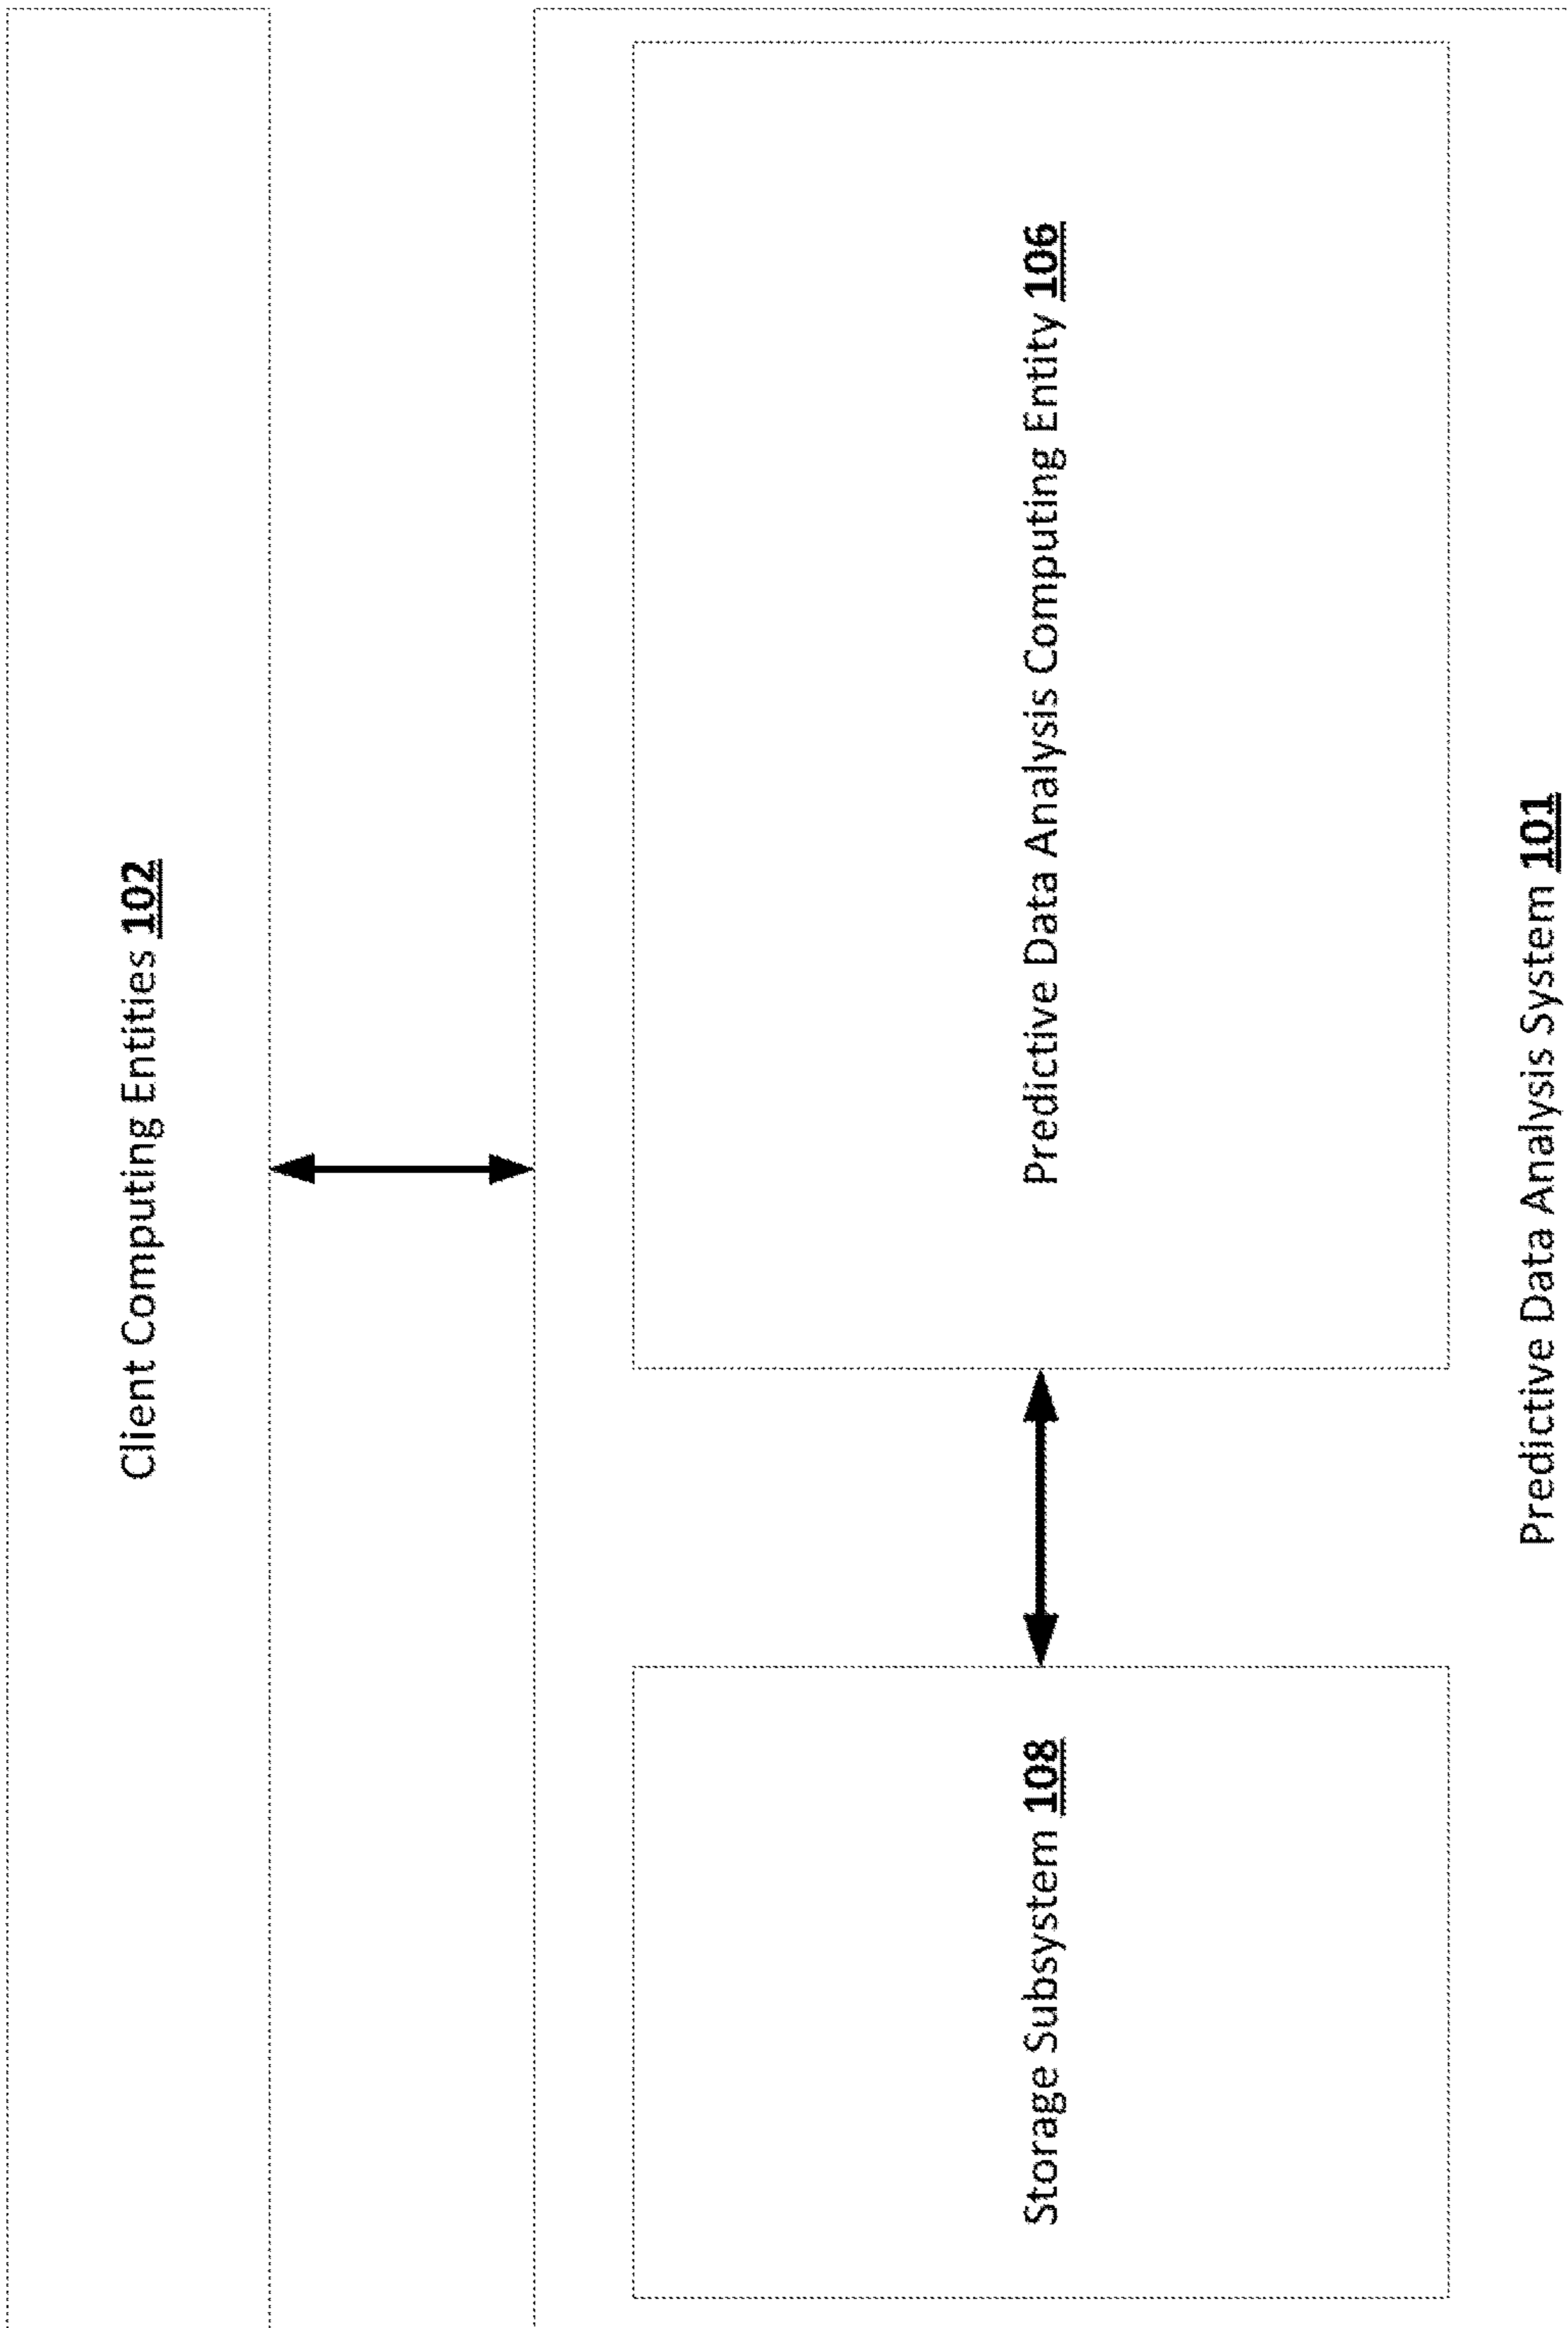 Client Computing Entities 102
Storage Subsystem 108
Predictive Data Analysis Computing Entity 106
Predictive Data Analysis System 101